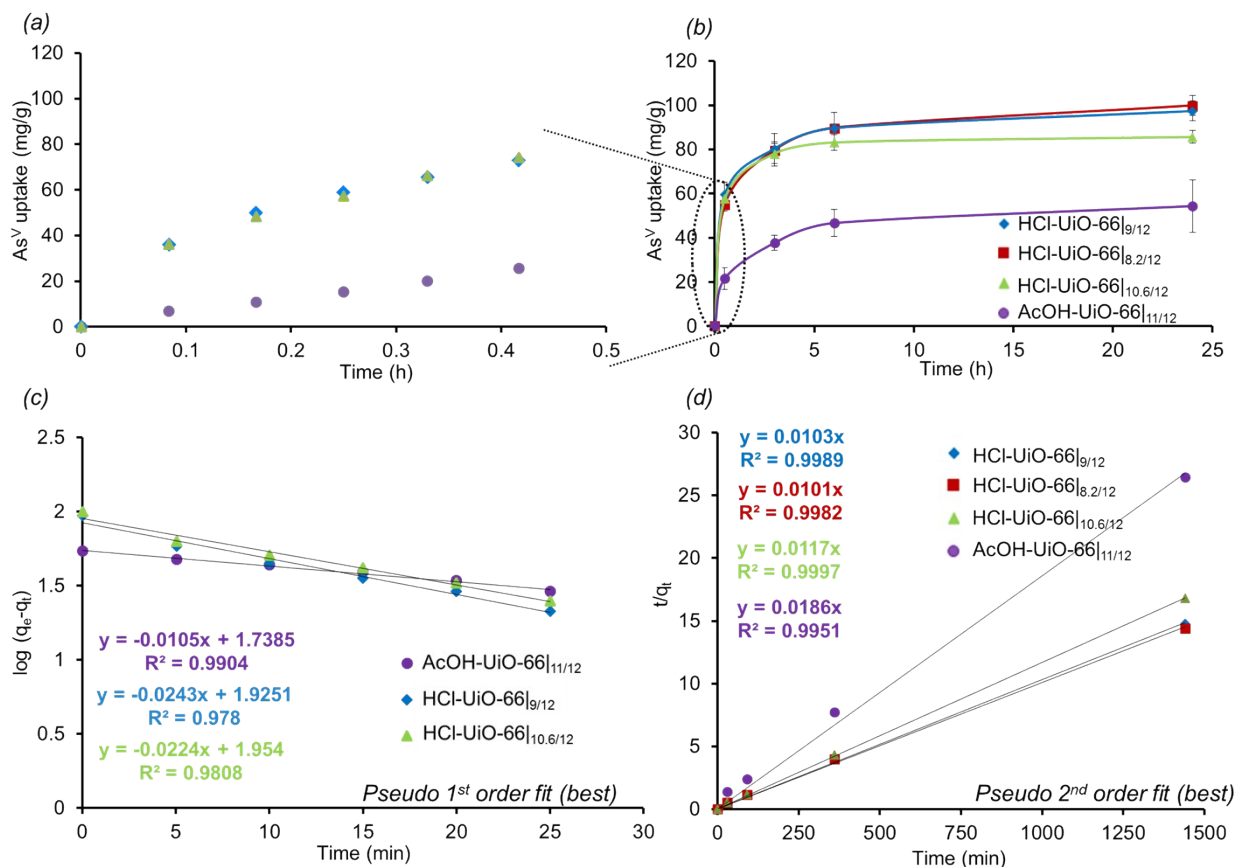 (a)
120
100
80
60
40
20
0
As^V uptake (mg/g)
0
0.1
0.2
0.3
0.4
0.5
Time (h)
(b)
120
100
80
60
40
20
0
As^V uptake (mg/g)
HCl-UiO-66|9/12
HCl-UiO-66|8.2/12
HCl-UiO-66|10.6/12
AcOH-UiO-66|11/12
0
5
10
15
20
25
Time (h)
(c)
2.5
2
1.5
1
0.5
0
log (qe-qt)
y = -0.0105x + 1.7385
R² = 0.9904
y = -0.0243x + 1.9251
R² = 0.978
y = -0.0224x + 1.954
R² = 0.9808
AcOH-UiO-66|11/12
HCl-UiO-66|9/12
HCl-UiO-66|10.6/12
Pseudo 1st order fit (best)
0
5
10
15
20
25
30
Time (min)
(d)
30
25
20
15
10
5
0
t/qt
y = 0.0103x
R² = 0.9989
y = 0.0101x
R² = 0.9982
y = 0.0117x
R² = 0.9997
y = 0.0186x
R² = 0.9951
HCl-UiO-66|9/12
HCl-UiO-66|8.2/12
HCl-UiO-66|10.6/12
AcOH-UiO-66|11/12
Pseudo 2nd order fit (best)
0
250
500
750
1000
1250
1500
Time (min)